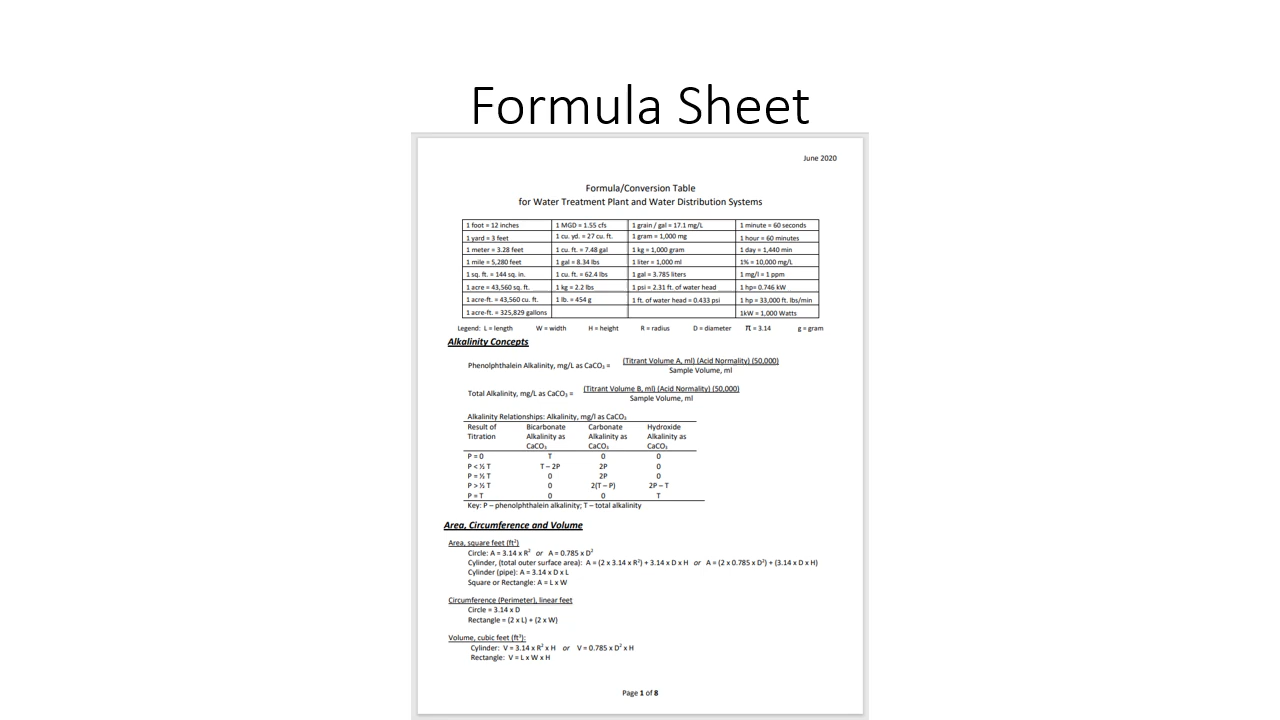 Formula Sheet
June 2020
Formula/Conversion Table
for Water Treatment Plant and Water Distribution Systems
1 foot = 12 inches 1 MGD = 1.55 cfs 1 grain / gal = 17.1 mg/L 1 minute = 60 seconds
1 yard = 3 feet 1 cu. yd. = 27 cu. ft. 1 gram = 1,000 mg 1 hour = 60 minutes
1 meter = 3.28 feet 1 cu. ft. = 7.48 gal 1 kg = 1,000 gram 1 day = 1,440 min
1 mile = 5,280 feet 1 gal = 8.34 lbs 1 liter = 1,000 ml 1% = 10,000 mg/L
1 sq. ft. = 144 sq. in. 1 cu. ft. = 62.4 lbs 1 gal = 3.785 liters 1 mg/l = 1 ppm
1 acre = 43,560 sq. ft. 1 kg = 2.2 lbs 1 psi = 2.31 ft. of water head 1 hp= 0.746 kW
1 acre-ft. = 43,560 cu. ft. 1 lb. = 454 g 1 ft. of water head = 0.433 psi 1 hp = 33,000 ft. lbs/min
1 acre-ft. = 325,829 gallons 1kW = 1,000 Watts
Legend: L = length W = width H = height R = radius D = diameter π = 3.14 g = gram
Alkalinity Concepts
Phenolphthalein Alkalinity, mg/L as CaCO₃ = (Titrant Volume A, ml) (Acid Normality) (50,000)
Sample Volume, ml
Total Alkalinity, mg/L as CaCO₃ = (Titrant Volume B, ml) (Acid Normality) (50,000)
Sample Volume, ml
Alkalinity Relationships: Alkalinity, mg/l as CaCO₃
Result of Bicarbonate Carbonate Hydroxide
Titration Alkalinity as Alkalinity as Alkalinity as
CaCO₃ CaCO₃ CaCO₃
P = 0 T 0 0
P < ½ T T – 2P 2P 0
P = ½ T 0 2P 0
P > ½ T 0 2(T – P) 2P – T
P = T 0 0 T
Key: P – phenolphthalein alkalinity; T – total alkalinity
Area, Circumference and Volume
Area, square feet (ft²)
Circle: A = 3.14 x R² or A = 0.785 x D²
Cylinder, (total outer surface area): A = (2 x 3.14 x R²) + 3.14 x D x H or A = (2 x 0.785 x D²) + (3.14 x D x H)
Cylinder (pipe): A = 3.14 x D x L
Square or Rectangle: A = L x W
Circumference (Perimeter), linear feet
Circle = 3.14 x D
Rectangle = (2 x L) + (2 x W)
Volume, cubic feet (ft³):
Cylinder: V = 3.14 x R² x H or V = 0.785 x D² x H
Rectangle: V = L x W x H
Page 1 of 8